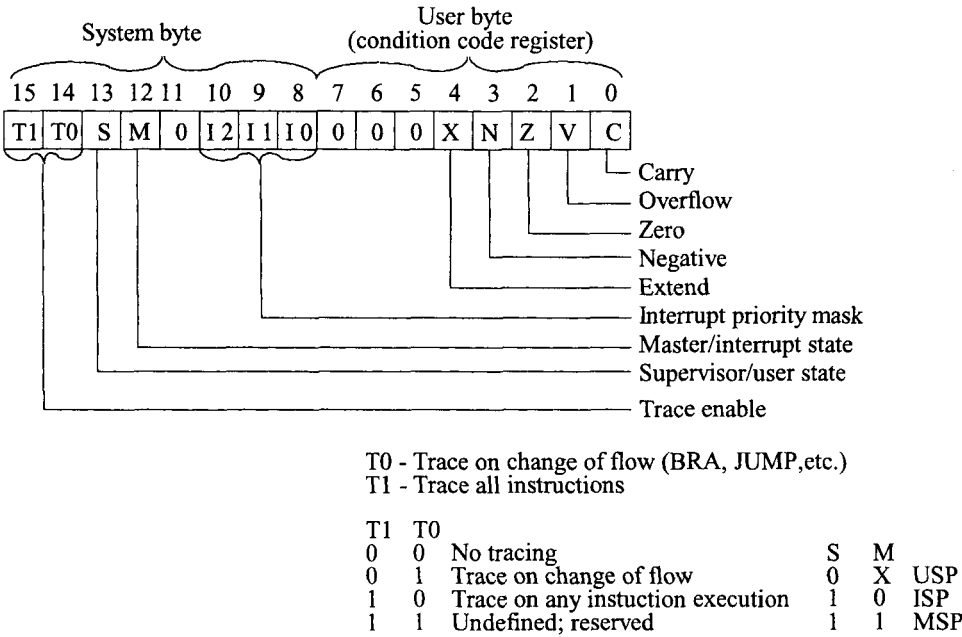 System byte
User byte
(condition code register)
15 14 13 12 11 10 9 8 7 6 5 4 3 2 1 0
T1 T0 S M 0 I2 I1 I0 0 0 0 X N Z V C
Carry
Overflow
Zero
Negative
Extend
Interrupt priority mask
Master/interrupt state
Supervisor/user state
Trace enable
T0 - Trace on change of flow (BRA, JUMP,etc.)
T1 - Trace all instructions
T1 T0
0 0 No tracing S M
0 1 Trace on change of flow 0 X USP
1 0 Trace on any instuction execution 1 0 ISP
1 1 Undefined; reserved 1 1 MSP